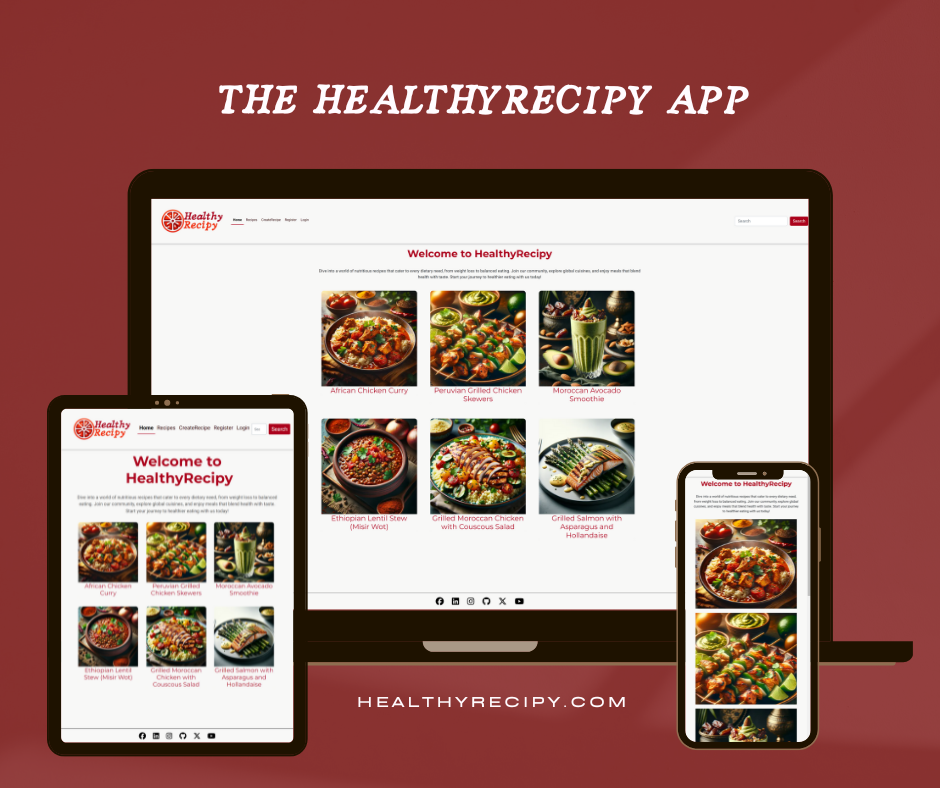 THE HEALTHYRECIPY APP
Healthy
Recipy
Home Recipes CreateRecipe Register Login
Search Search
Welcome to HealthyRecipy
Dive into a world of nutritious recipes that cater to every dietary need, from weight loss to balanced eating. Join our community, explore global cuisines, and enjoy meals that blend
health with taste. Start your journey to healthier eating with us today!
African Chicken Curry
Peruvian Grilled Chicken
Skewers
Moroccan Avocado
Smoothie
Ethiopian Lentil Stew
(Misir Wot)
Grilled Moroccan Chicken
with Couscous Salad
Grilled Salmon with
Asparagus and
Hollandaise
Healthy
Recipy
Home Recipes CreateRecipe Register Login
Search
Welcome to
HealthyRecipy
Dive into a world of nutritious recipes that cater to every dietary need, from weight loss to balanced
eating. Join our community, explore global cuisines, and enjoy meals that blend health with taste.
Start your journey to healthier eating with us today!
African Chicken
Curry
Peruvian Grilled
Chicken Skewers
Moroccan Avocado
Smoothie
Ethiopian Lentil
Stew (Misir Wot)
Grilled Moroccan
Chicken with
Couscous Salad
Grilled Salmon with
Asparagus and
Hollandaise
Welcome to HealthyRecipy
Dive into a world of nutritious recipes that cater to every dietary need,
from weight loss to balanced eating. Join our community, explore global
cuisines, and enjoy meals that blend health with taste. Start your journey
to healthier eating with us today!
HEALTHYRECIPY.COM